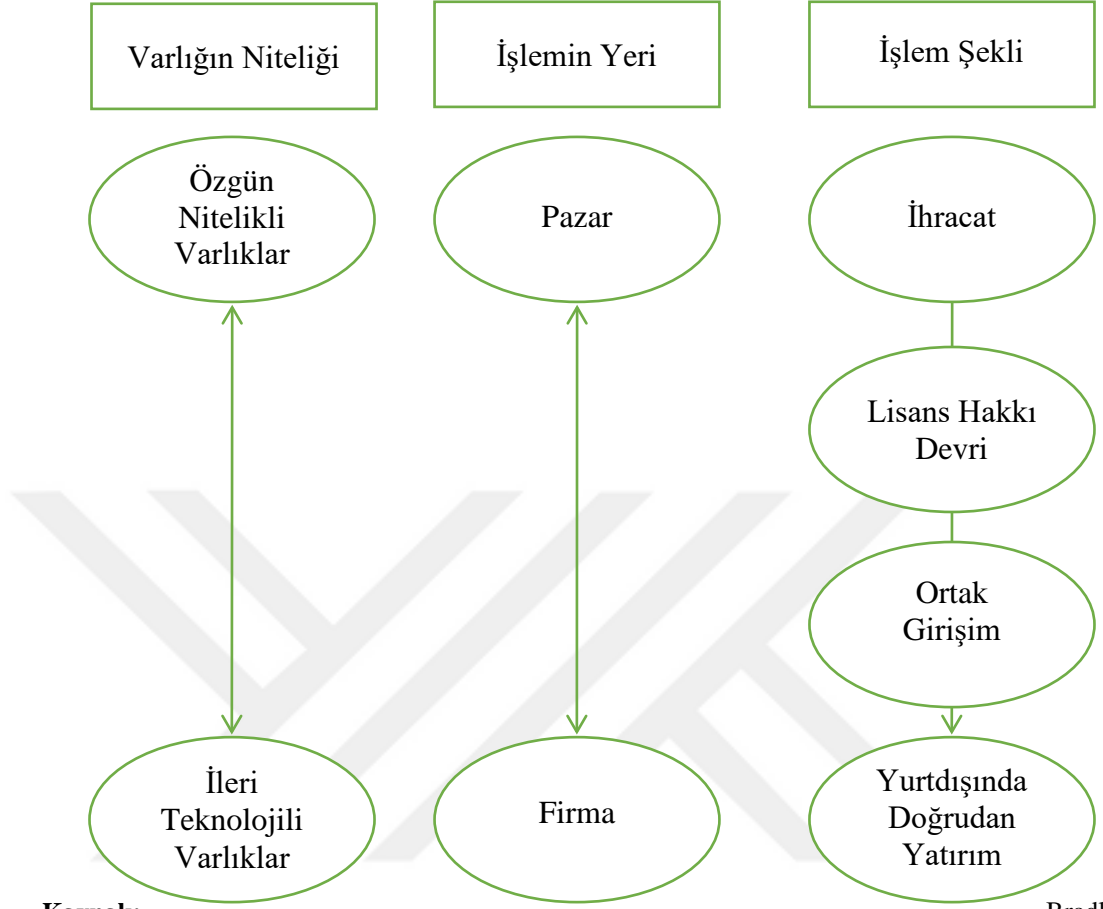 Varlığın Niteliği
İşlemin Yeri
İşlem Şekli
Özgün
Nitelikli
Varlıklar
Pazar
İhracat
Lisans Hakkı
Devri
Ortak
Girişim
İleri
Teknolojili
Varlıklar
Firma
Yurtdışında
Doğrudan
Yatırım